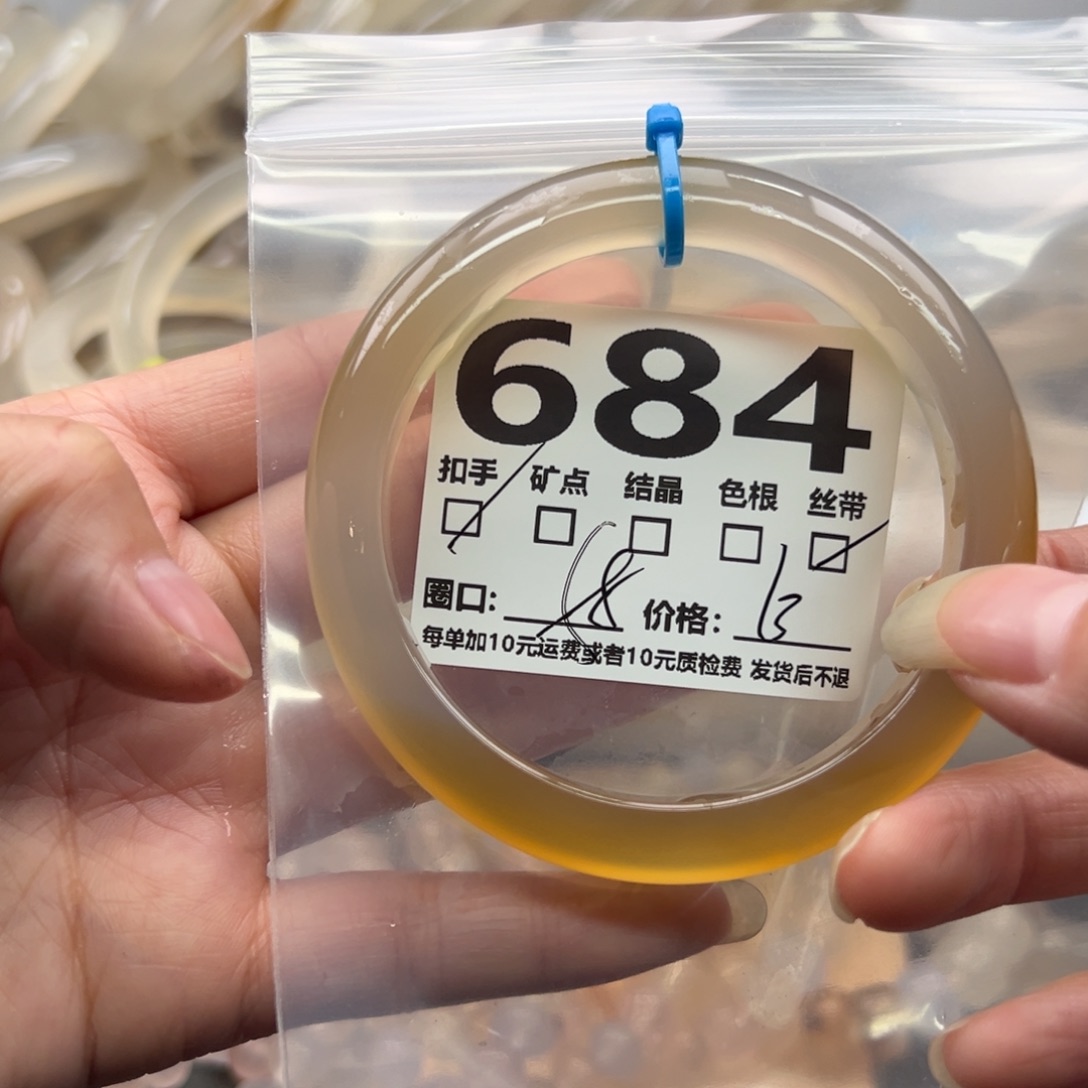 684
扣手 矿点 结晶 色根 丝带
圈口: 价格: 13
每单加10元运费或者10元质检费 发货后不退